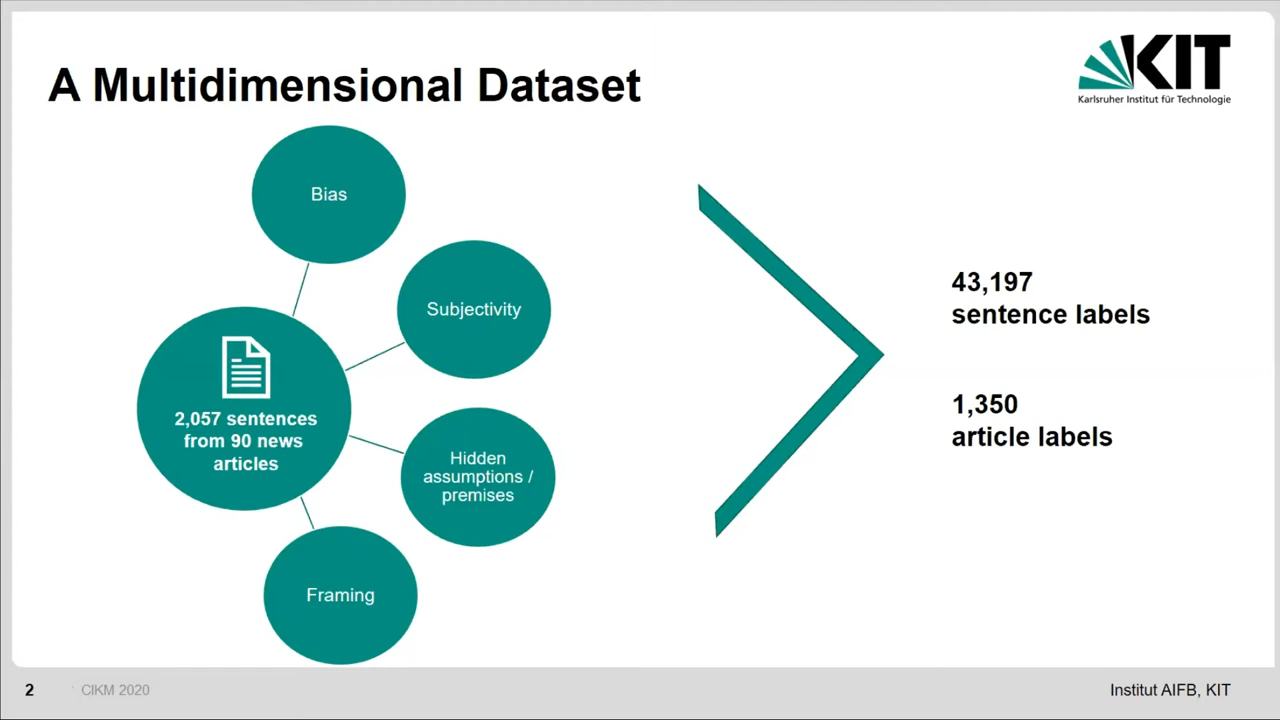 A Multidimensional Dataset
KIT
Karlsruher Institut für Technologie
Bias
Subjectivity
2,057 sentences
from 90 news
articles
Hidden
assumptions /
premises
Framing
43,197
sentence labels
1,350
article labels
2
CIKM 2020
Institut AIFB, KIT